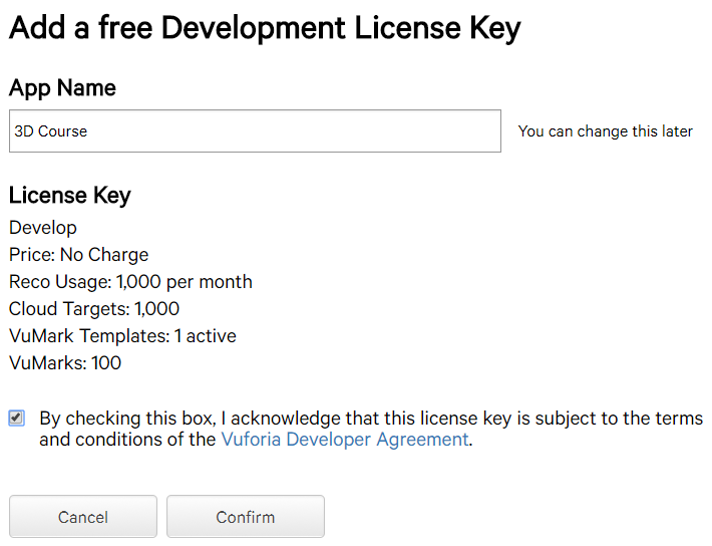 Add a free Development License Key
App Name
3D Course
You can change this later
License Key
Develop
Price: No Charge
Reco Usage: 1,000 per month
Cloud Targets: 1,000
VuMark Templates: 1 active
VuMarks: 100
By checking this box, I acknowledge that this license key is subject to the terms
and conditions of the Vuforia Developer Agreement.
Cancel
Confirm